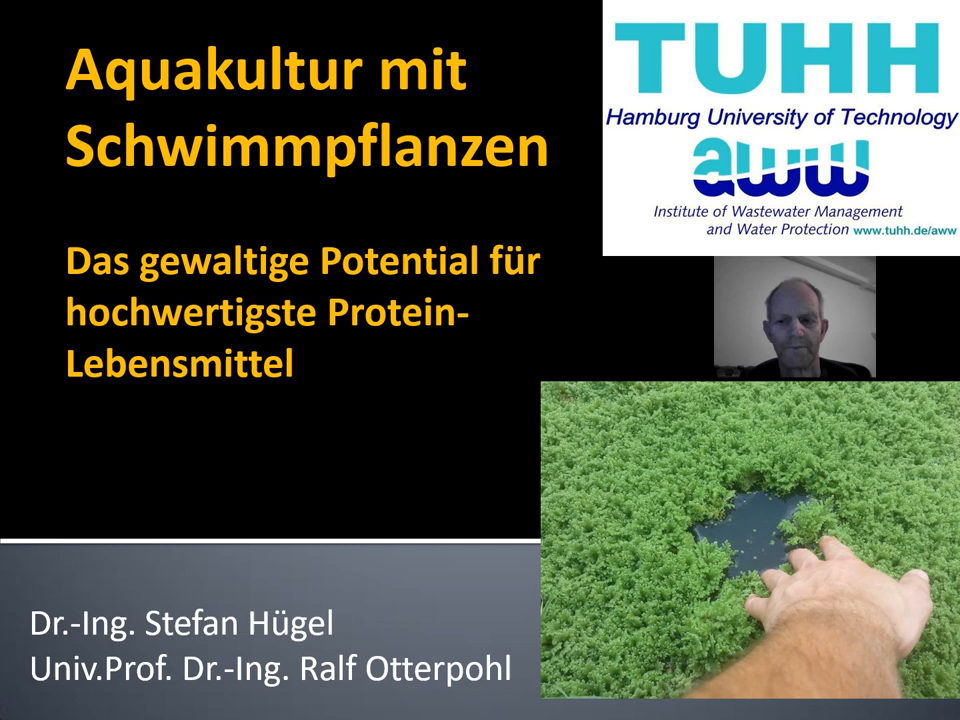 Aquakultur mit
Schwimmpflanzen
Das gewaltige Potential für
hochwertigste Protein-
Lebensmittel
TUHH
Hamburg University of Technology
aww
Institute of Wastewater Management
and Water Protection www.tuhh.de/aww
Dr.-Ing. Stefan Hügel
Univ.Prof. Dr.-Ing. Ralf Otterpohl